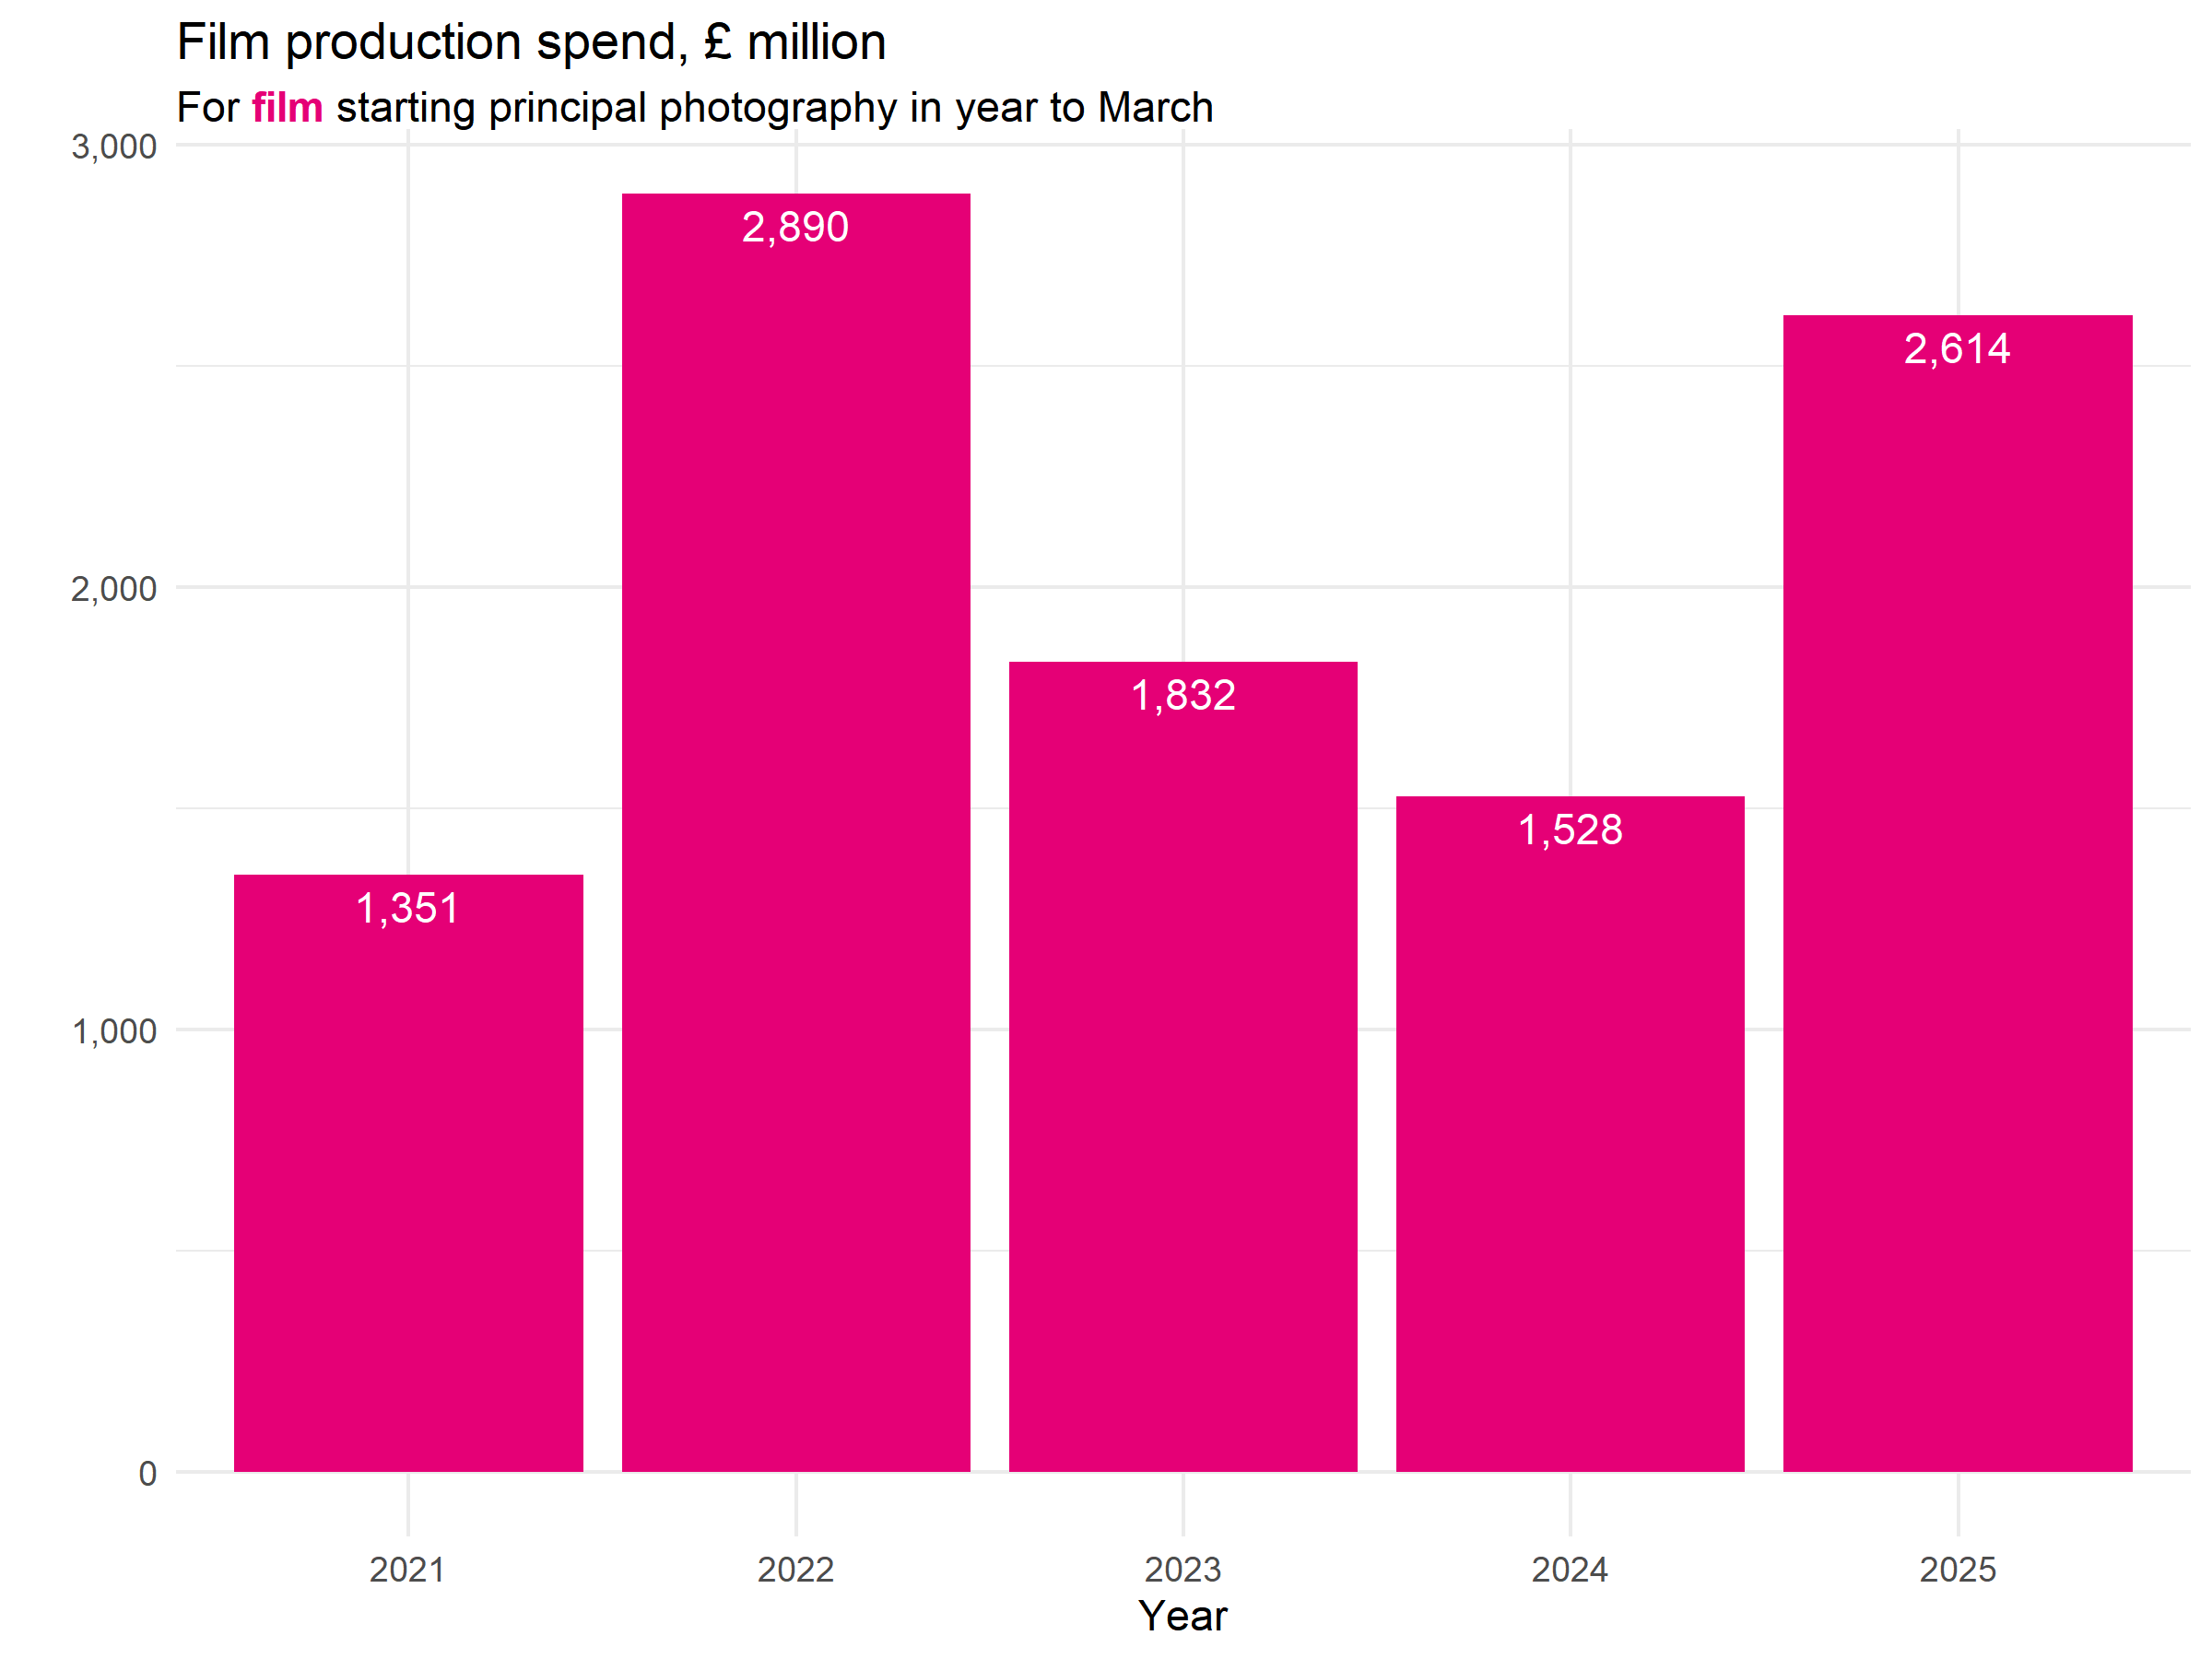 Film production spend, £ million
For film starting principal photography in year to March
3,000
2,000
1,000
0
1,351
2,890
1,832
1,528
2,614
2021 2022 2023 2024 2025
Year